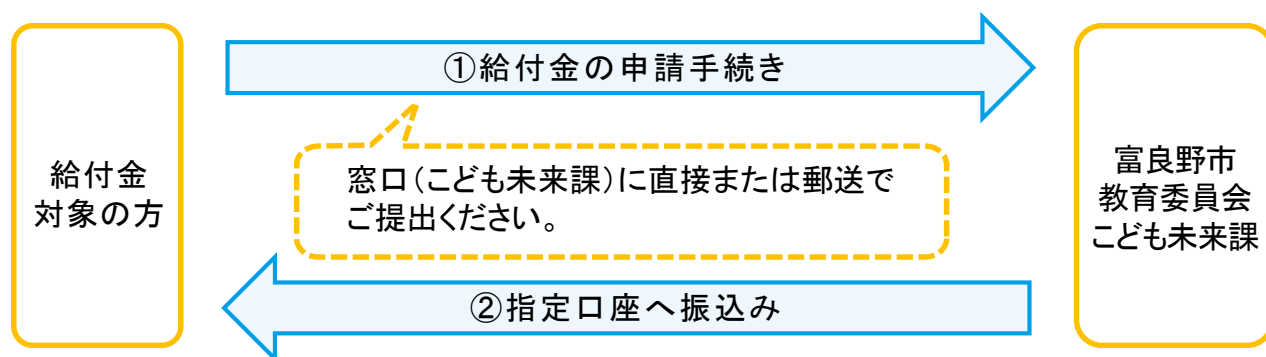 給付金
対象の方
①給付金の申請手続き
窓口(こども未来課)に直接または郵送で
ご提出ください。
②指定口座へ振込み
富良野市
教育委員会
こども未来課